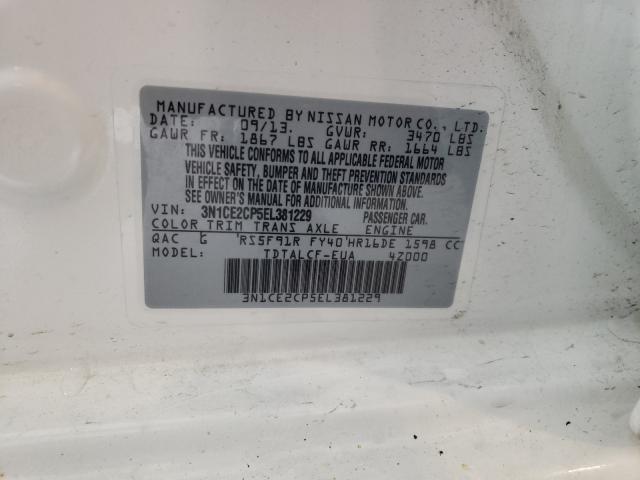 MANUFACTURED BY NISSAN MOTOR CO., LTD.
DATE: 09/13. GVWR: 3470 LBS
GAWR FR: 1867 LBS GAWR RR: 1664 LBS
THIS VEHICLE CONFORMS TO ALL APPLICABLE FEDERAL MOTOR
VEHICLE SAFETY, BUMPER AND THEFT PREVENTION STANDARDS
IN EFFECT ON THE DATE OF MANUFACTURE SHOWN ABOVE.
SEE OWNER'S MANUAL FOR ADDITIONAL INFORMATION.
VIN: 3N1CE2CP5EL381229 PASSENGER CAR.
COLOR TRIM TRANS AXLE ENGINE
QAC G RS5F91R FY40 HR16DE 1598 CC
MODEL: TDTALCF-EUA 4Z000
3N1CE2CP5EL381229